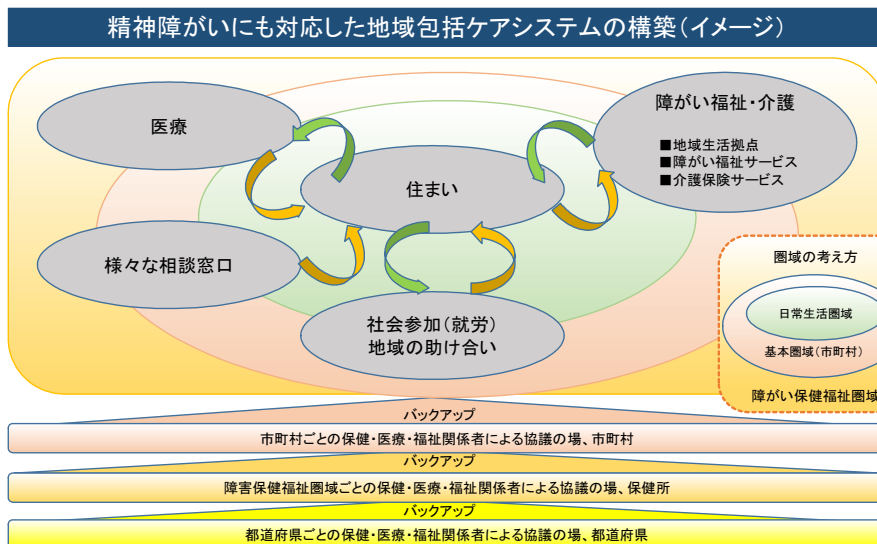 精神障がいにも対応した地域包括ケアシステムの構築（イメージ）
医療
障がい福祉・介護
■地域生活拠点
■障がい福祉サービス
■介護保険サービス
住まい
様々な相談窓口
社会参加（就労）
地域の助け合い
圏域の考え方
日常生活圏域
基本圏域（市町村）
障がい保健福祉圏域
バックアップ
市町村ごとの保健・医療・福祉関係者による協議の場、市町村
バックアップ
障害保健福祉圏域ごとの保健・医療・福祉関係者による協議の場、保健所
バックアップ
都道府県ごとの保健・医療・福祉関係者による協議の場、都道府県